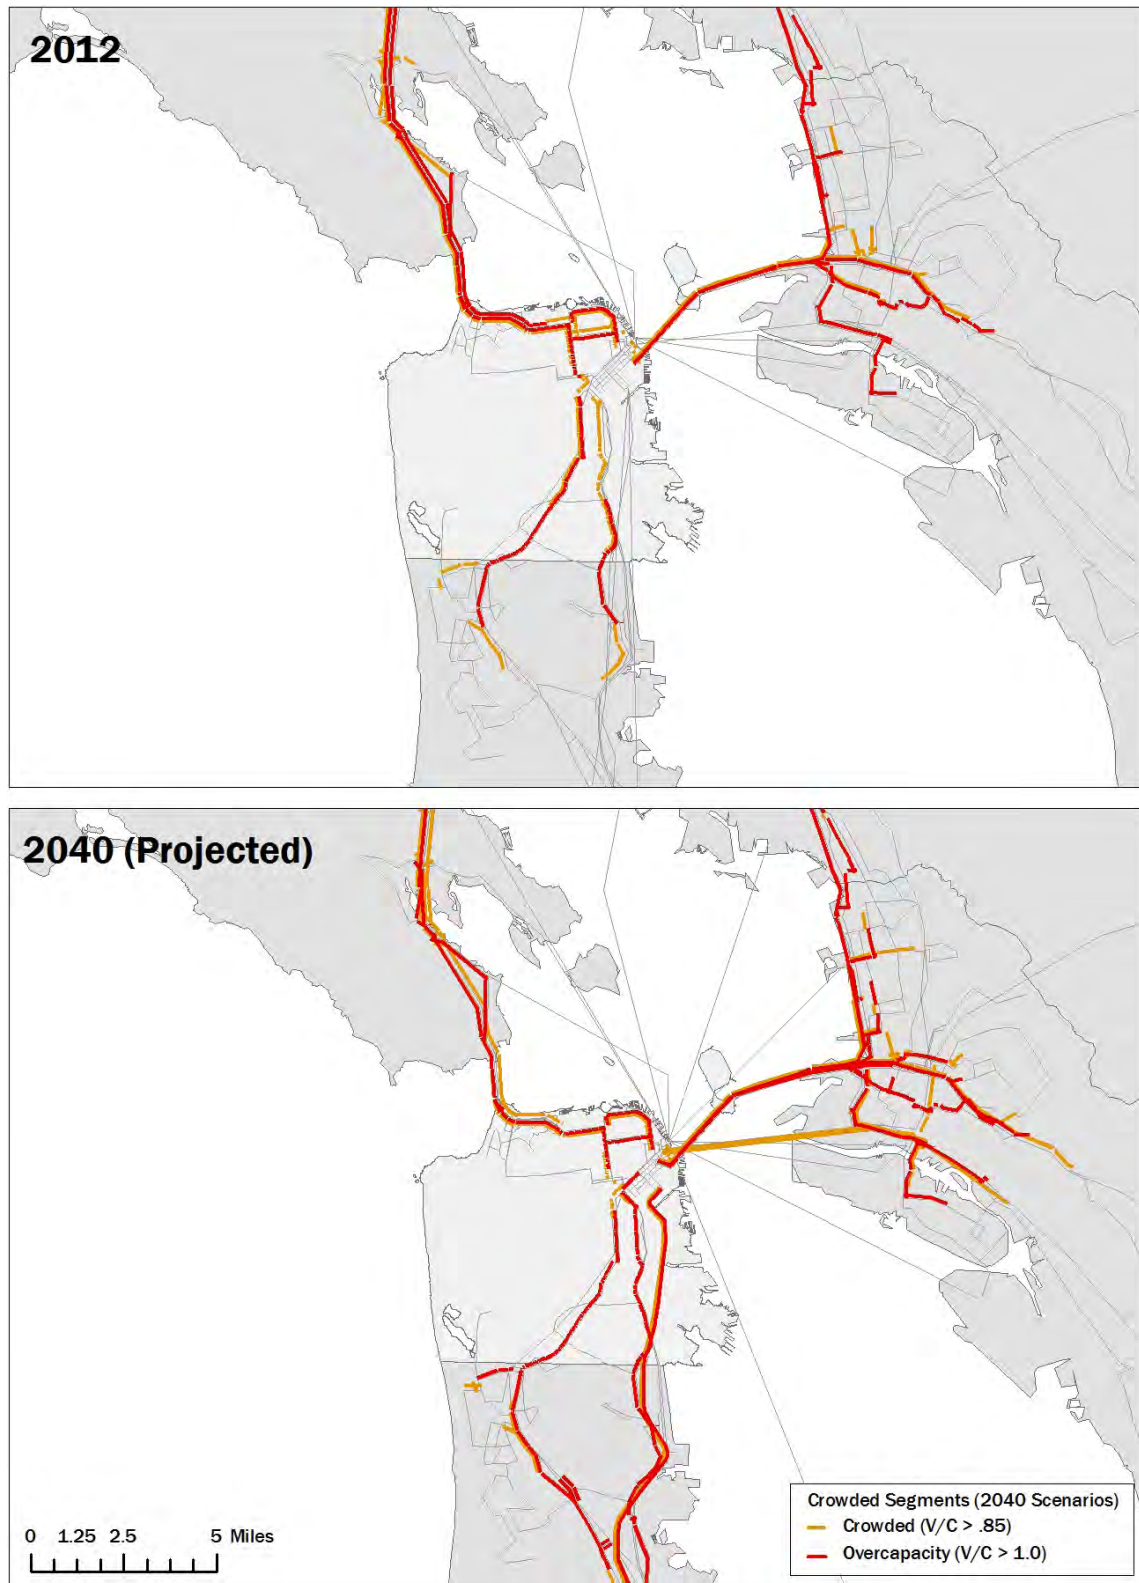 2012
2040 (Projected)
0 1.25 2.5 5 Miles
Crowded Segments (2040 Scenarios)
Crowded (V/C > .85)
Overcapacity (V/C > 1.0)